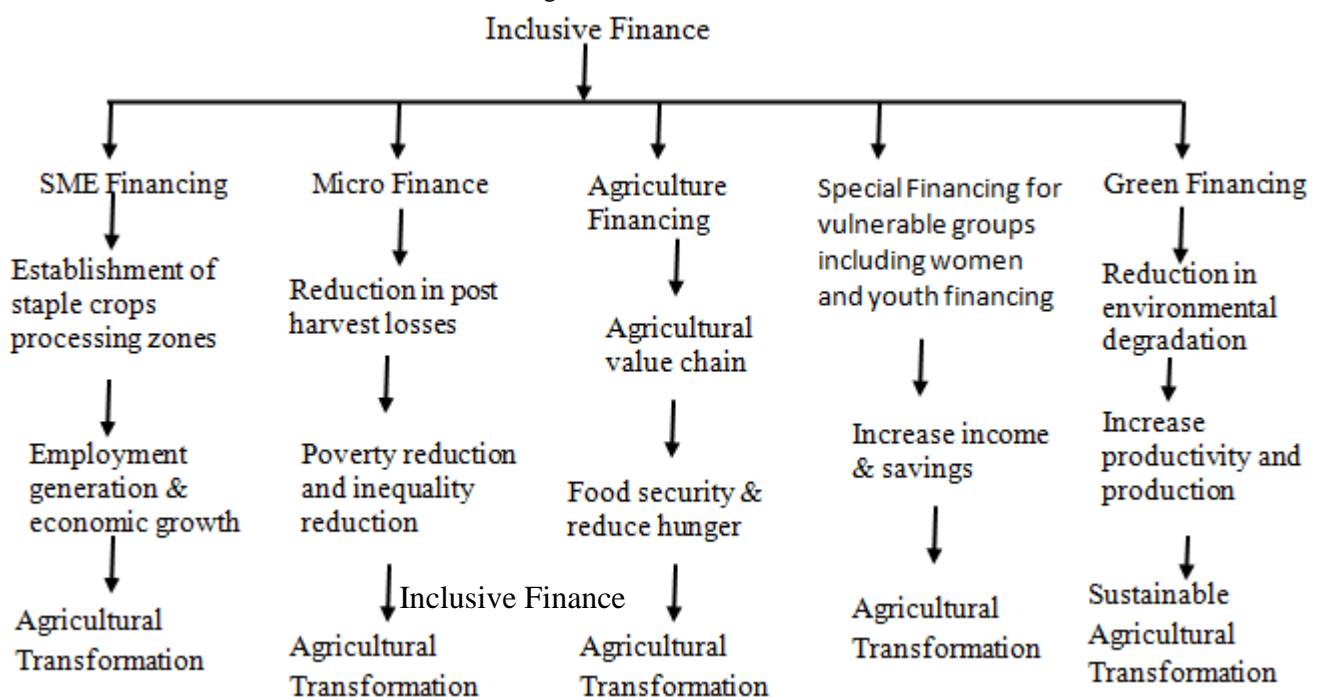 Inclusive Finance
SME Financing
Establishment of
staple crops
processing zones
Employment
generation &
economic growth
Agricultural
Transformation
Micro Finance
Reduction in post
harvest losses
Poverty reduction
and inequality
reduction
Inclusive Finance
Agricultural
Transformation
Agriculture
Financing
Agricultural
value chain
Food security &
reduce hunger
Agricultural
Transformation
Special Financing for
vulnerable groups
including women
and youth financing
Increase income
& savings
Agricultural
Transformation
Green Financing
Reduction in
environmental
degradation
Increase
productivity and
production
Sustainable
Agricultural
Transformation